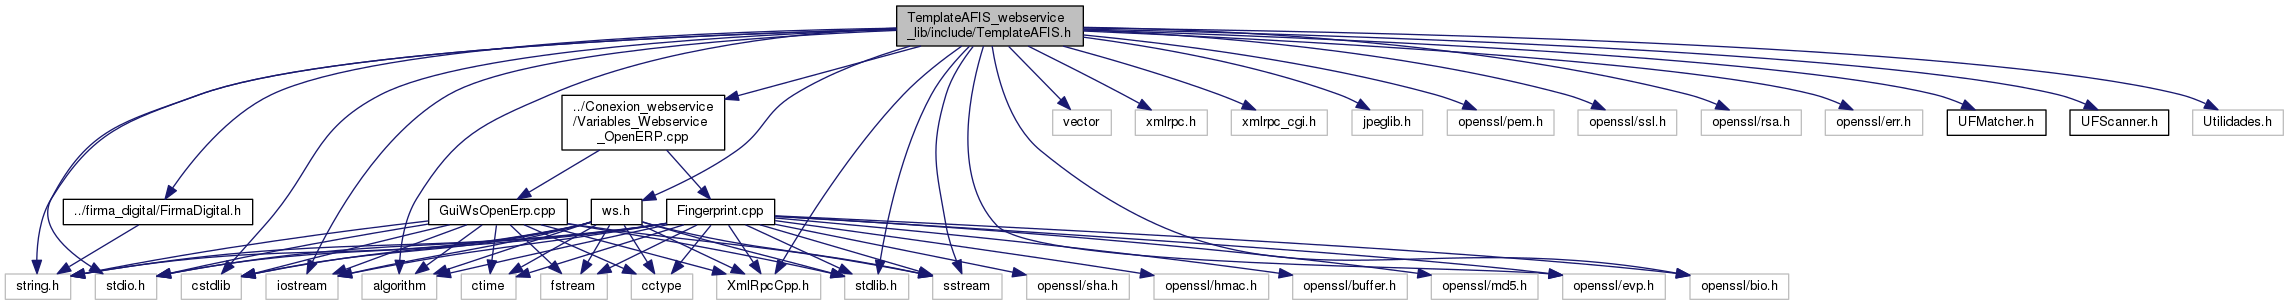 TemplateAFIS_webservice
_lib/include/TemplateAFIS.h
../Conexion_webservice
/Variables_Webservice
_OpenERP.cpp
vector
xmlrpc.h
xmlrpc_cgi.h
jpeglib.h
openssl/pem.h
openssl/ssl.h
openssl/rsa.h
openssl/err.h
UFMatcher.h
UFScanner.h
Utilidades.h
../firma_digital/FirmaDigital.h
GuiWsOpenErp.cpp
ws.h
Fingerprint.cpp
string.h
stdio.h
cstdlib
iostream
algorithm
ctime
fstream
cctype
XmlRpcCpp.h
stdlib.h
sstream
openssl/sha.h
openssl/hmac.h
openssl/buffer.h
openssl/md5.h
openssl/evp.h
openssl/bio.h